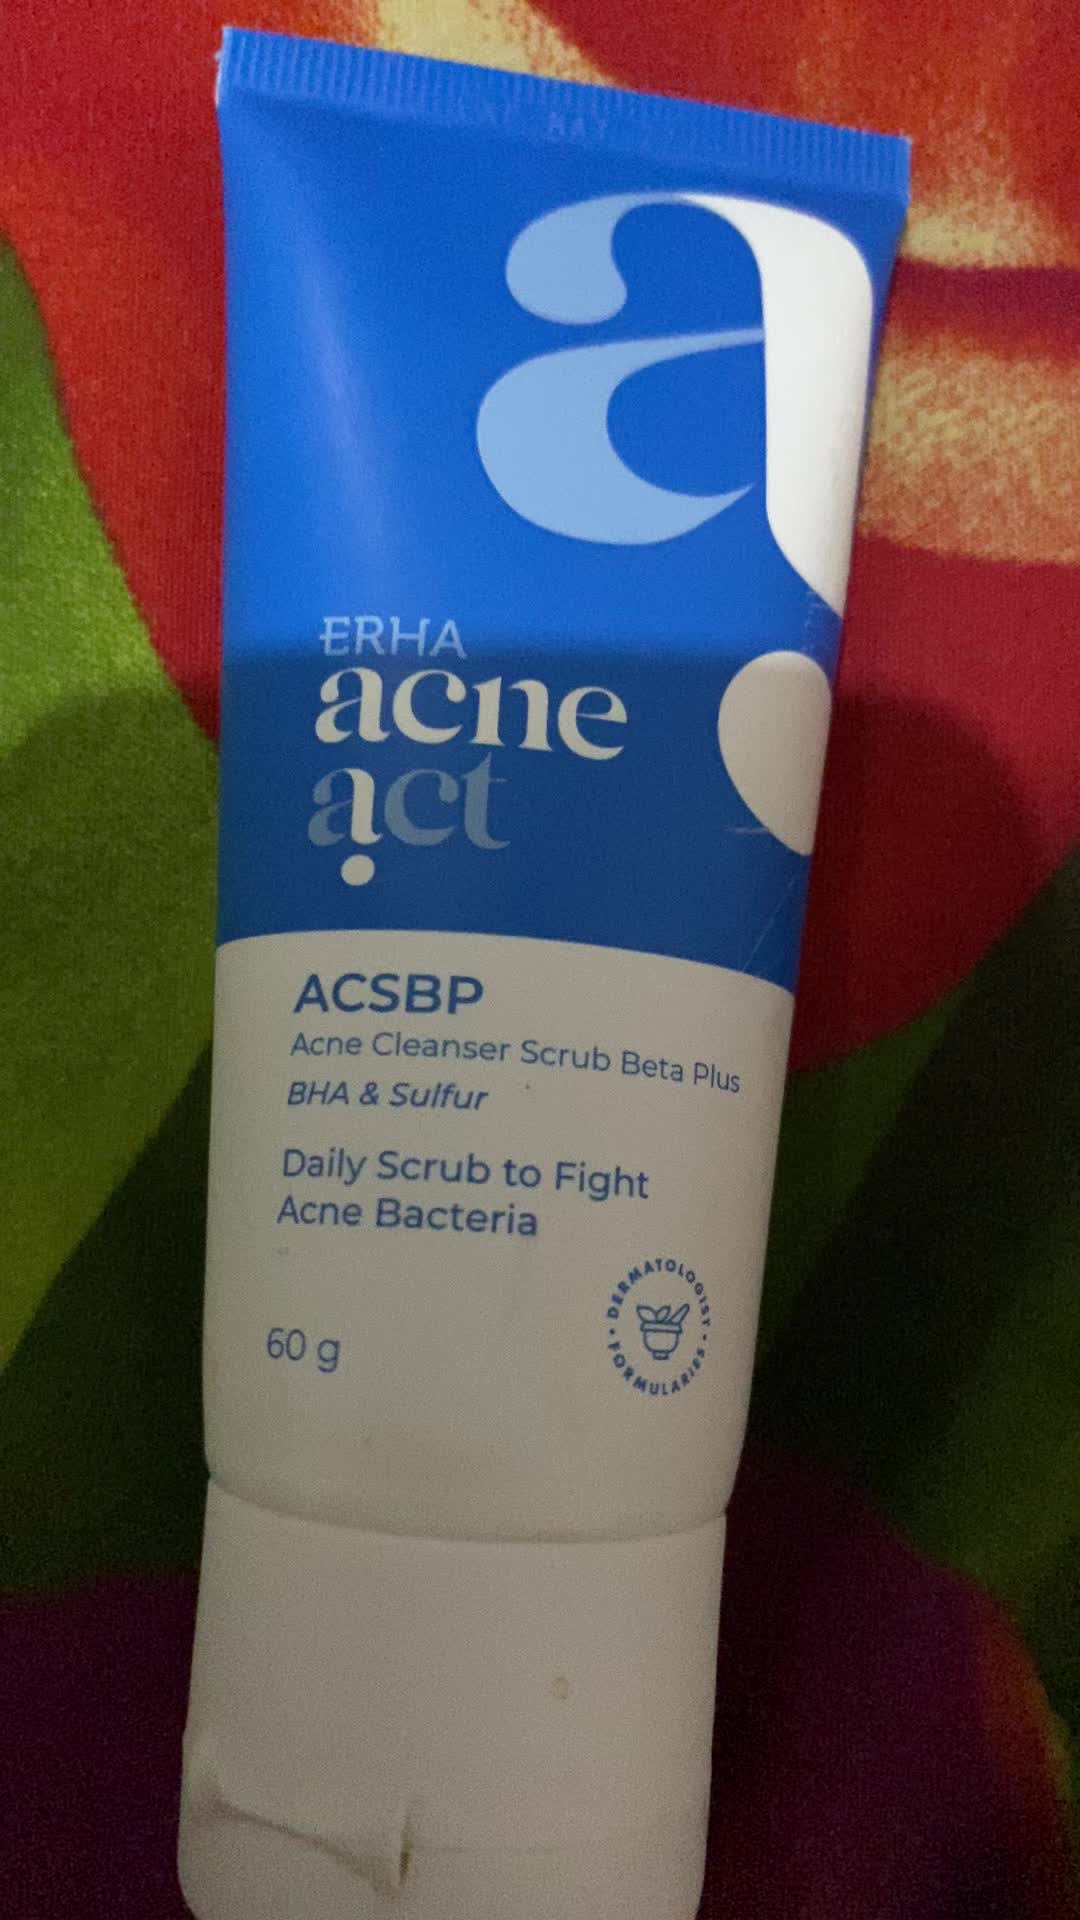 ERHA
acne
act
ACSBP
Acne Cleanser Scrub Beta Plus
BHA & Sulfur
Daily Scrub to Fight
Acne Bacteria
60 g
DERMATOLOGIST • FORMULARIES •